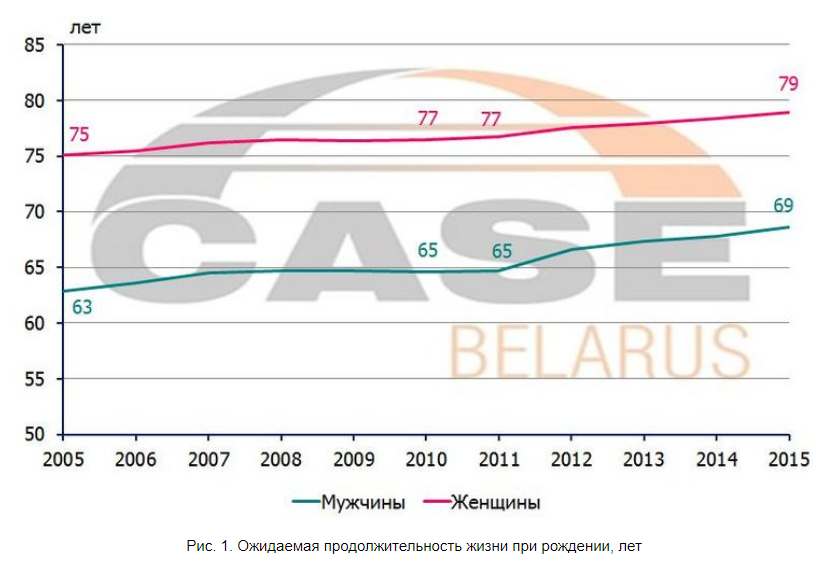 лет
85
80
75
70
65
60
55
50
75
77
77
79
63
65
65
69
CASE
BELARUS
2005 2006 2007 2008 2009 2010 2011 2012 2013 2014 2015
Мужчины Женщины
Рис. 1. Ожидаемая продолжительность жизни при рождении, лет